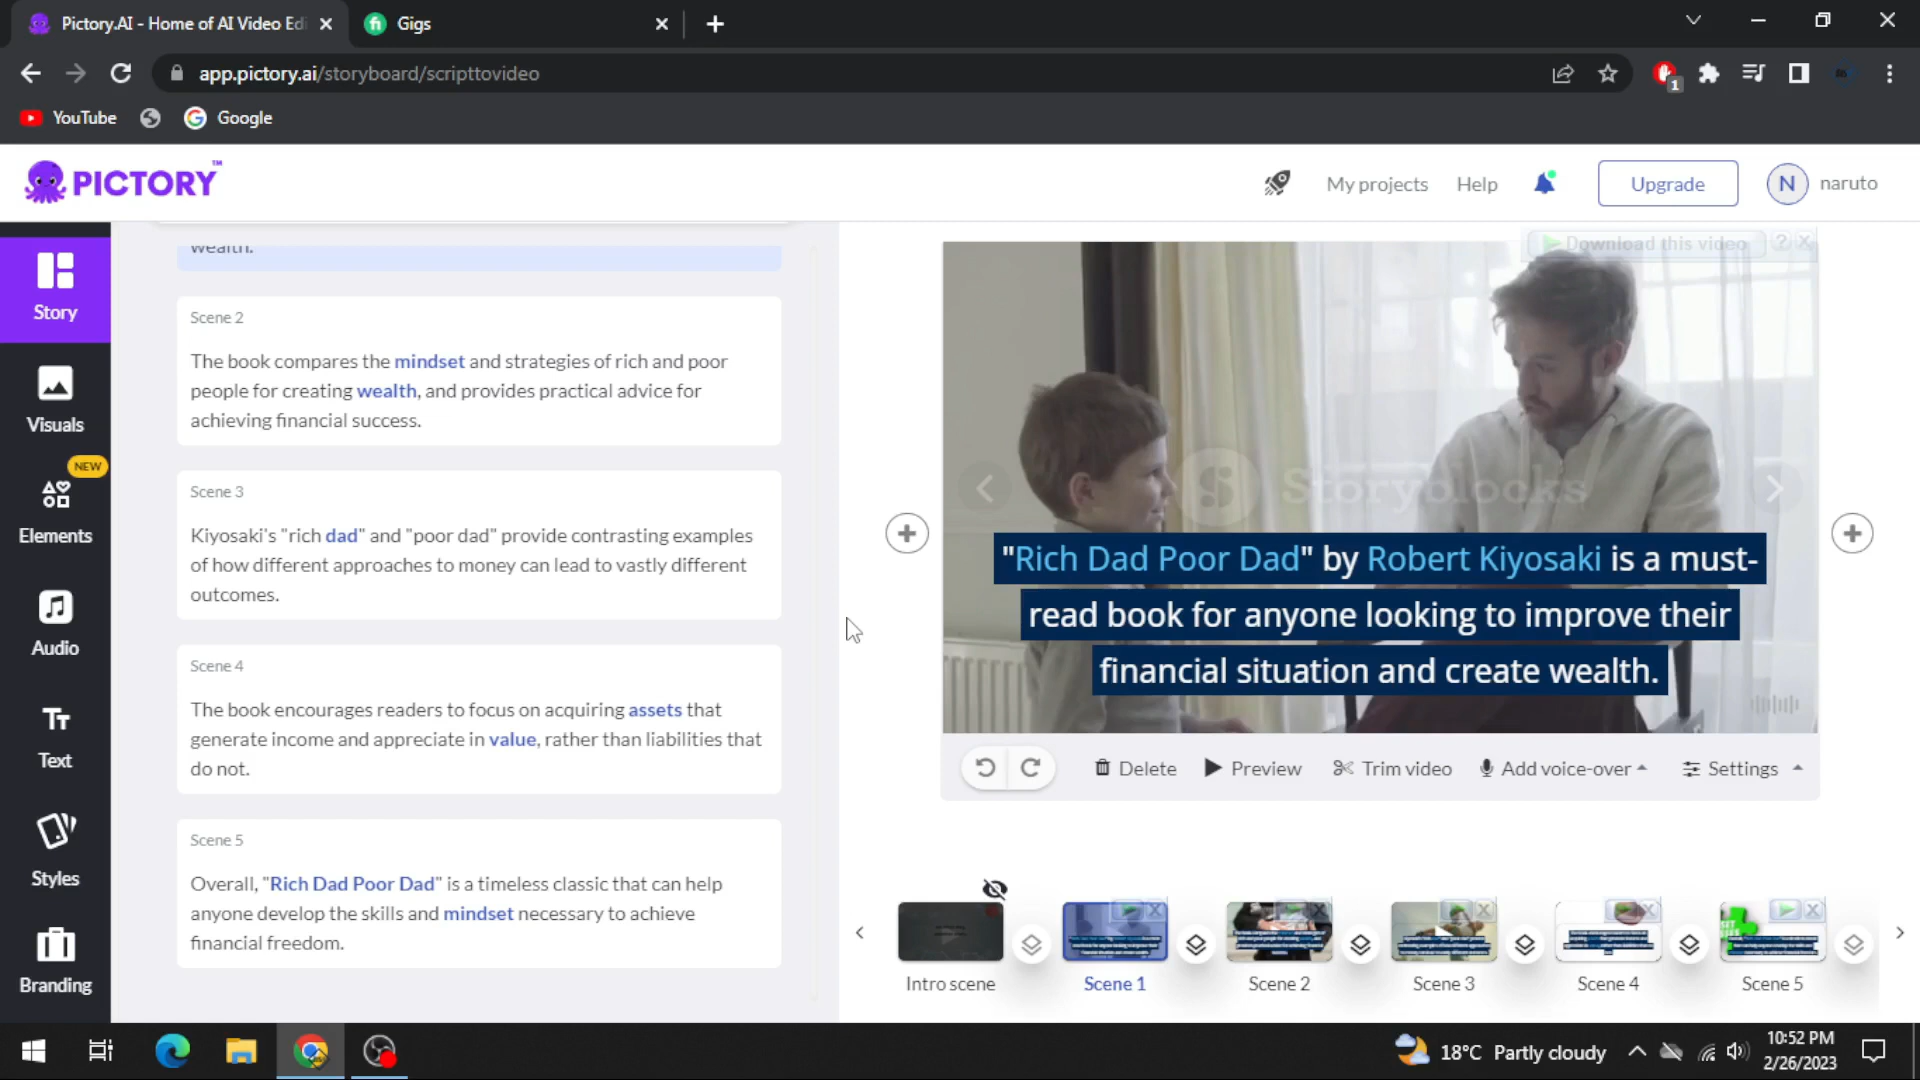 Pictory.AI - Home of AI Video Edi
Gigs
app.pictory.ai/storyboard/scripttovideo
1
YouTube
Google
PICTORY™
My projects
Help
Upgrade
N
naruto
Story
Visuals
NEW
Elements
Audio
Text
Styles
Branding
wealth.
Scene 2
The book compares the mindset and strategies of rich and poor
people for creating wealth, and provides practical advice for
achieving financial success.
Scene 3
Kiyosaki's "rich dad" and "poor dad" provide contrasting examples
of how different approaches to money can lead to vastly different
outcomes.
Scene 4
The book encourages readers to focus on acquiring assets that
generate income and appreciate in value, rather than liabilities that
do not.
Scene 5
Overall, "Rich Dad Poor Dad" is a timeless classic that can help
anyone develop the skills and mindset necessary to achieve
financial freedom.
Download this video
?
Storyblocks
"Rich Dad Poor Dad" by Robert Kiyosaki is a must-
read book for anyone looking to improve their
financial situation and create wealth.
Delete
Preview
Trim video
Add voice-over
Settings
Intro scene
Scene 1
Scene 2
Scene 3
Scene 4
Scene 5
18°C Partly cloudy
10:52 PM
2/26/2023